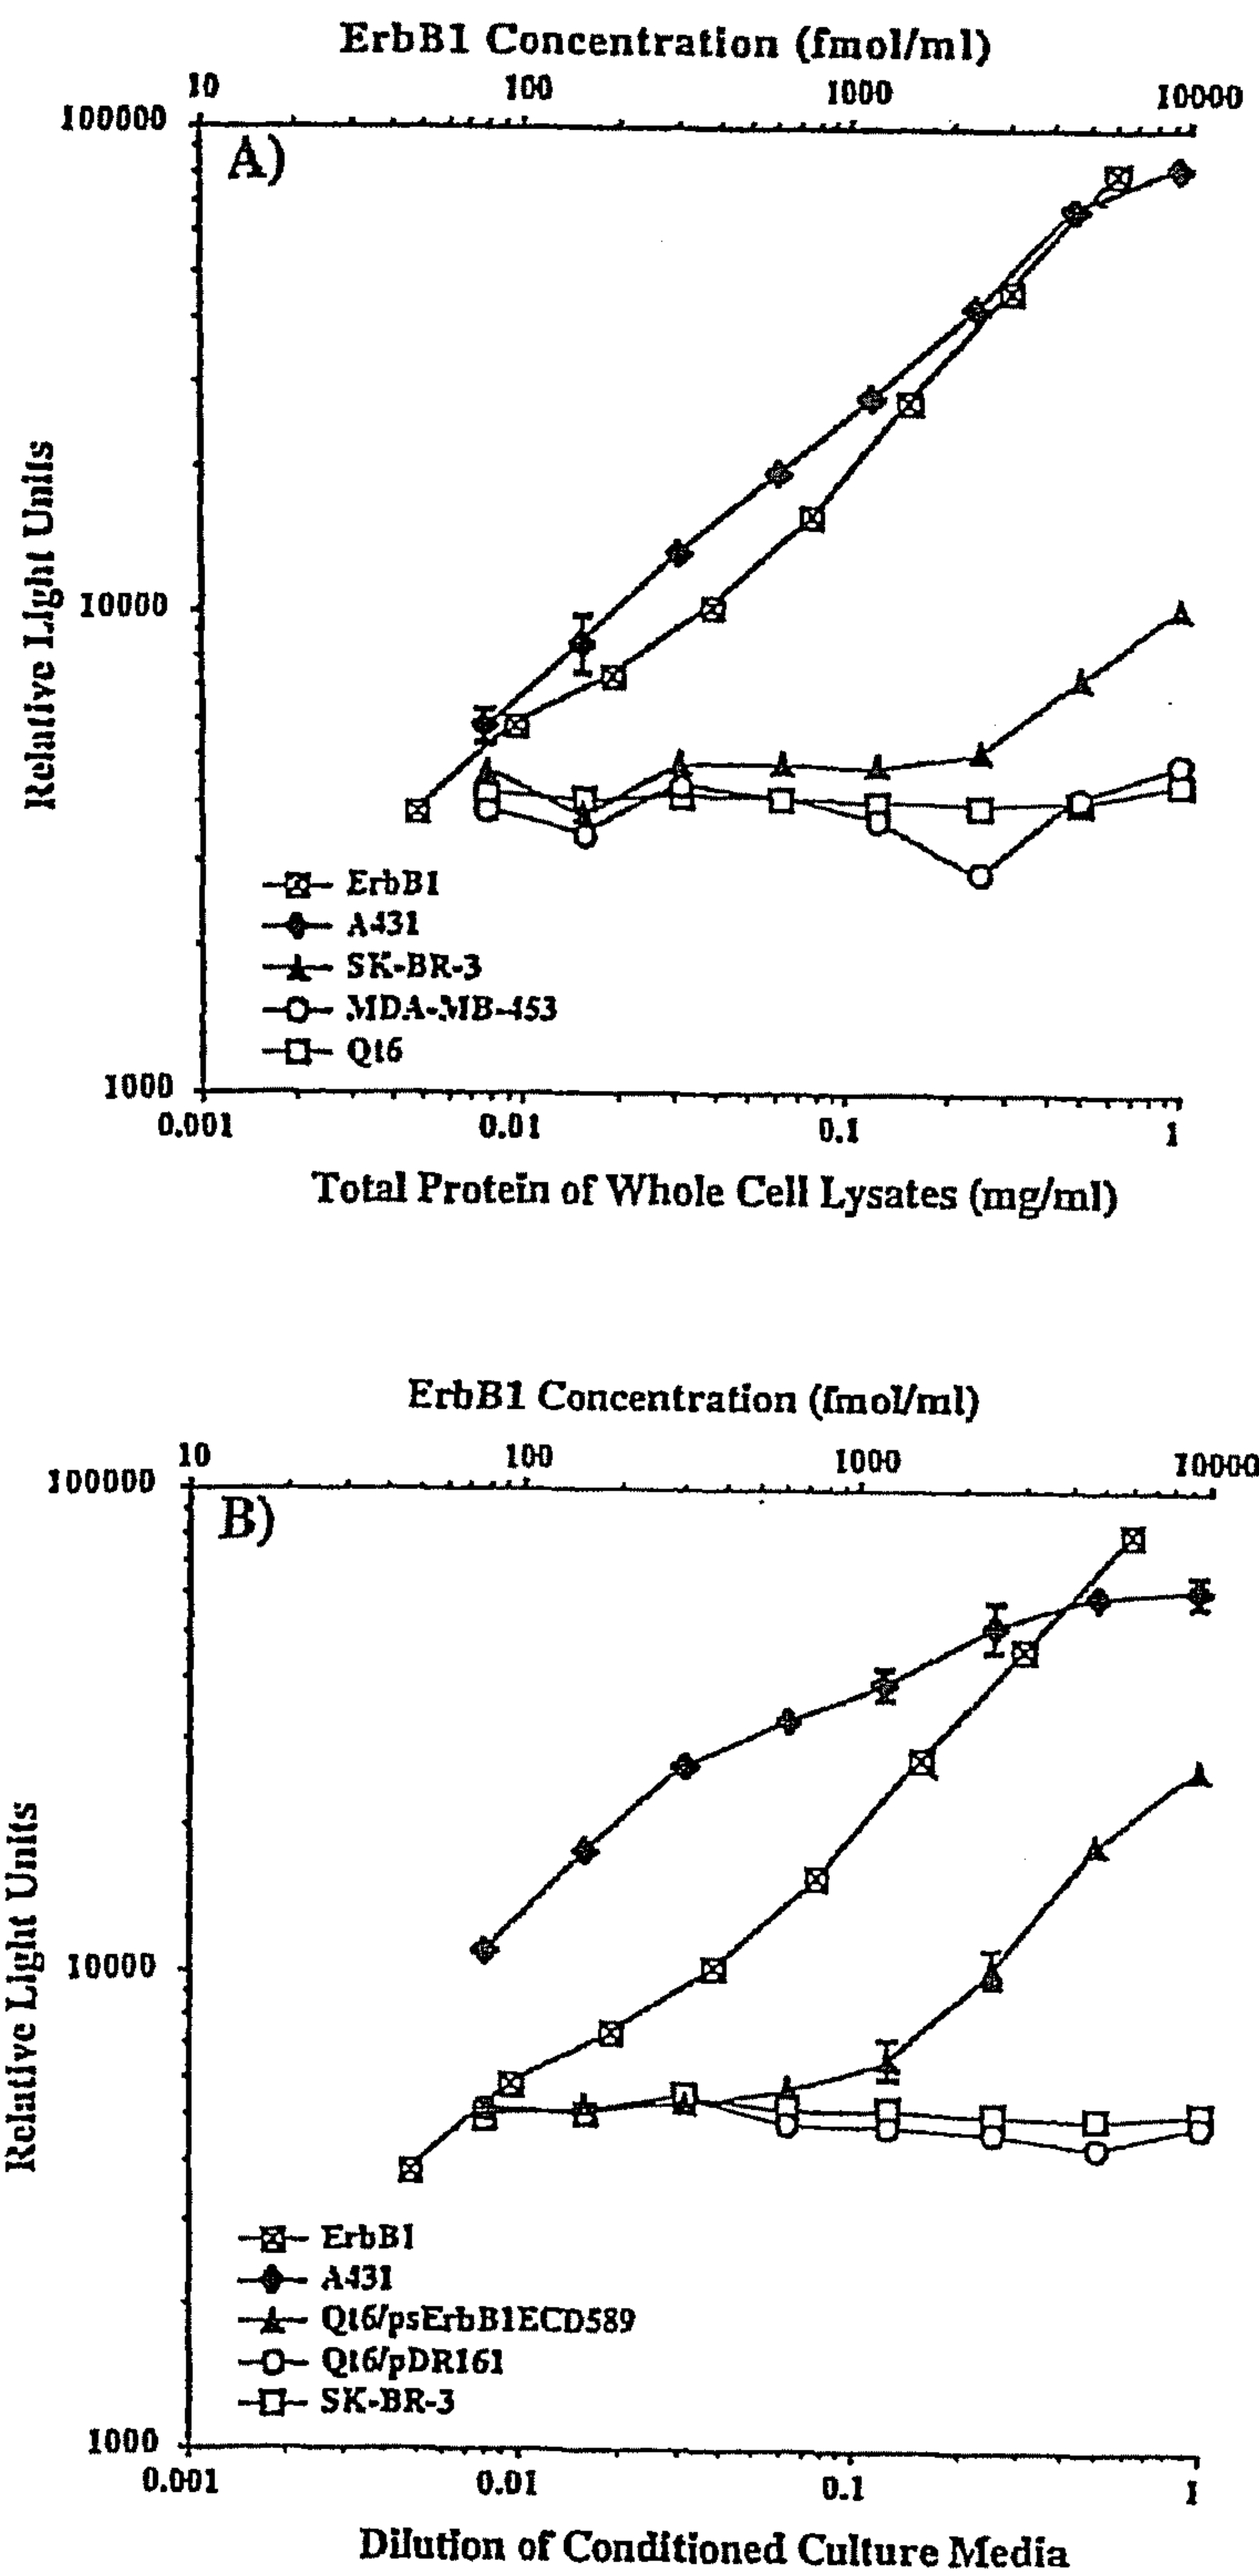 ErbB1 Concentration (fmol/ml)
10 100 1000 10000
100000
A)
Relative Light Units
10000
ErbB1
A431
SK-BR-3
MDA-MB-453
Qt6
1000
0.001 0.01 0.1 1
Total Protein of Whole Cell Lysates (mg/ml)
ErbB1 Concentration (fmol/ml)
10 100 1000 10000
100000
B)
Relative Light Units
10000
ErbB1
A431
Qt6/psErbB1ECD589
Qt6/pDR161
SK-BR-3
1000
0.001 0.01 0.1 1
Dilution of Conditioned Culture Media